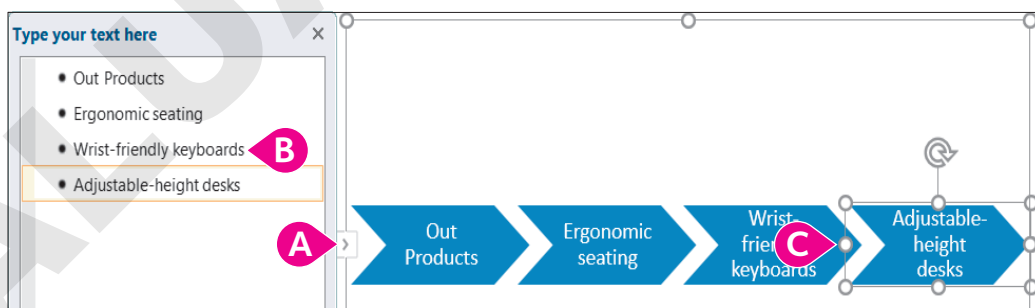 Type your text here
Out Products
Ergonomic seating
Wrist-friendly keyboards
B
Adjustable-height desks
A
Out
Products
Ergonomic
seating
Wrist-
keyboards
C
Adjustable-
height
desks